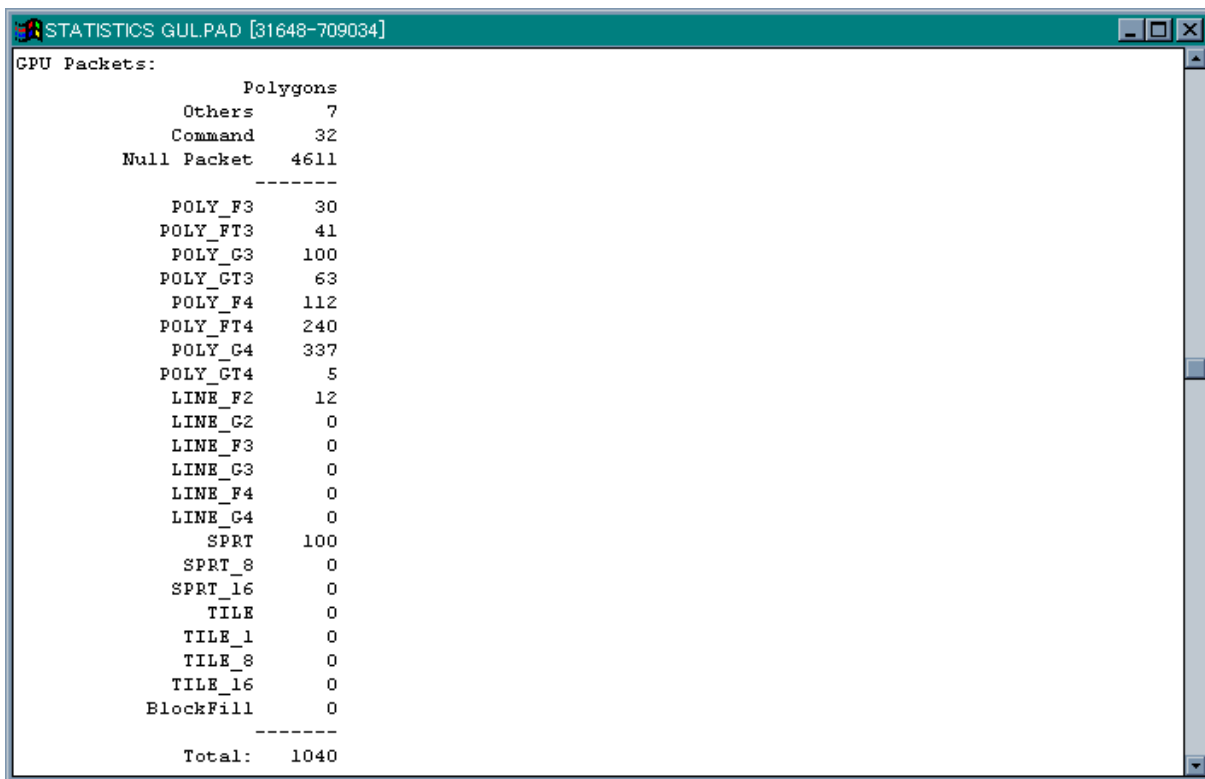 STATISTICS GUL.PAD [31648-709034]
GPU Packets:
Polygons
Others 7
Command 32
Null Packet 4611
-------
POLY_F3 30
POLY_FT3 41
POLY_G3 100
POLY_GT3 63
POLY_F4 112
POLY_FT4 240
POLY_G4 337
POLY_GT4 5
LINE_F2 12
LINE_G2 0
LINE_F3 0
LINE_G3 0
LINE_F4 0
LINE_G4 0
SPRT 100
SPRT_8 0
SPRT_16 0
TILE 0
TILE_1 0
TILE_8 0
TILE_16 0
BlockFill 0
-------
Total: 1040